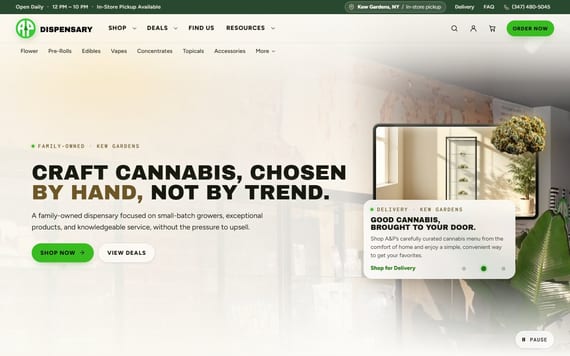 Open Daily · 12 PM – 10 PM · In-Store Pickup Available
Kew Gardens, NY / In-store pickup
Delivery
FAQ
(347) 480-5045
AP DISPENSARY
SHOP
DEALS
FIND US
RESOURCES
ORDER NOW
Flower
Pre-Rolls
Edibles
Vapes
Concentrates
Topicals
Accessories
More
FAMILY-OWNED · KEW GARDENS
CRAFT CANNABIS, CHOSEN
BY HAND, NOT BY TREND.
A family-owned dispensary focused on small-batch growers, exceptional
products, and knowledgeable service, without the pressure to upsell.
SHOP NOW →
VIEW DEALS
DELIVERY · KEW GARDENS
GOOD CANNABIS,
BROUGHT TO YOUR DOOR.
Shop A&P's carefully curated cannabis menu from the
comfort of home and enjoy a simple, convenient way
to get your favorites.
Shop for Delivery
PAUSE